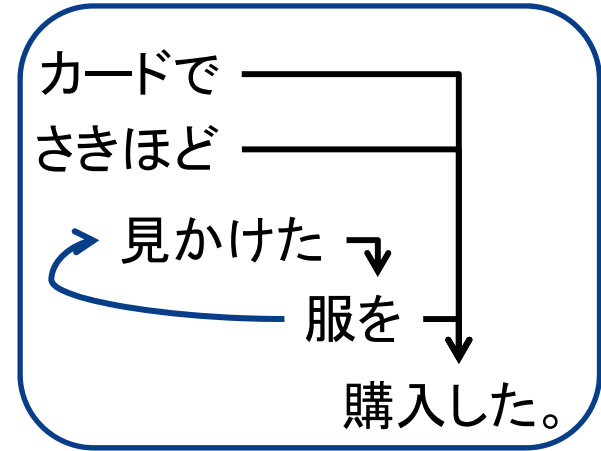 カードで
さきほど
見かけた
服を
購入した。